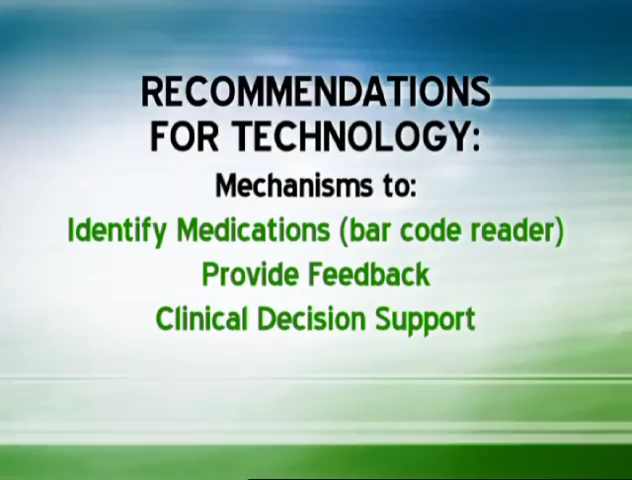 RECOMMENDATIONS
FOR TECHNOLOGY:
Mechanisms to:
Identify Medications (bar code reader)
Provide Feedback
Clinical Decision Support